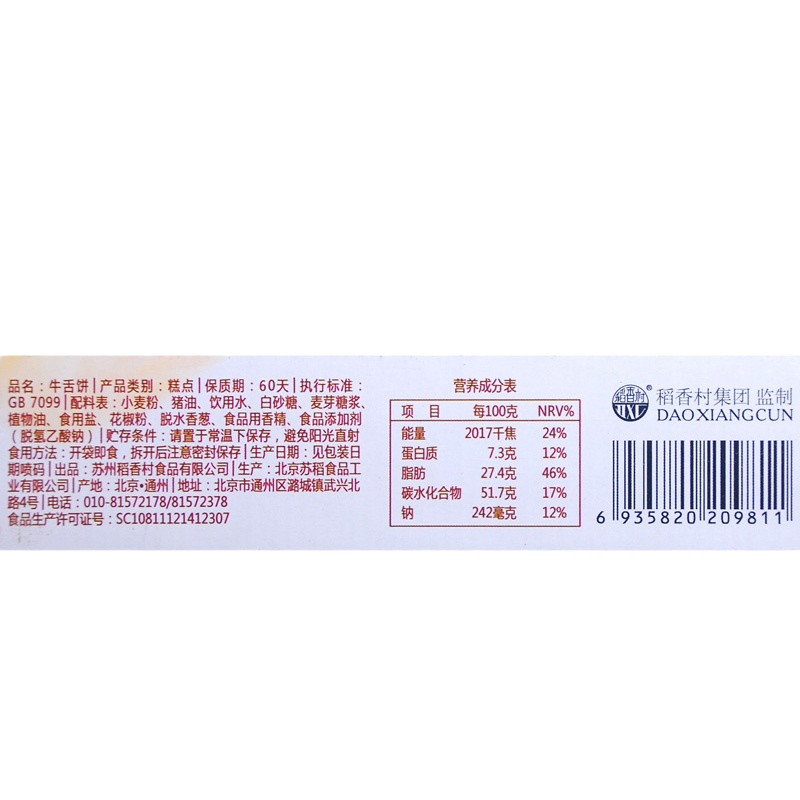 品名：牛舌饼|产品类别：糕点|保质期：60天|执行标准：
GB 7099|配料表：小麦粉、猪油、饮用水、白砂糖、麦芽糖浆、
植物油、食用盐、花椒粉、脱水香葱、食品用香精、食品添加剂
（脱氢乙酸钠）|贮存条件：请置于常温下保存，避免阳光直射
食用方法：开袋即食，拆开后注意密封保存|生产日期：见包装日
期喷码|出品：苏州稻香村食品有限公司|生产：北京苏稻食品工
业有限公司|产地：北京•通州|地址：北京市通州区潞城镇武兴北
路4号|电话：010-81572178/81572378
食品生产许可证号：SC10811121412307
营养成分表
项 目 每100克 NRV%
能量 2017千焦 24%
蛋白质 7.3克 12%
脂肪 27.4克 46%
碳水化合物 51.7克 17%
钠 242毫克 12%
稻香村 DXC ® 稻香村集团 监制
DAOXIANGCUN
6 935820 209811